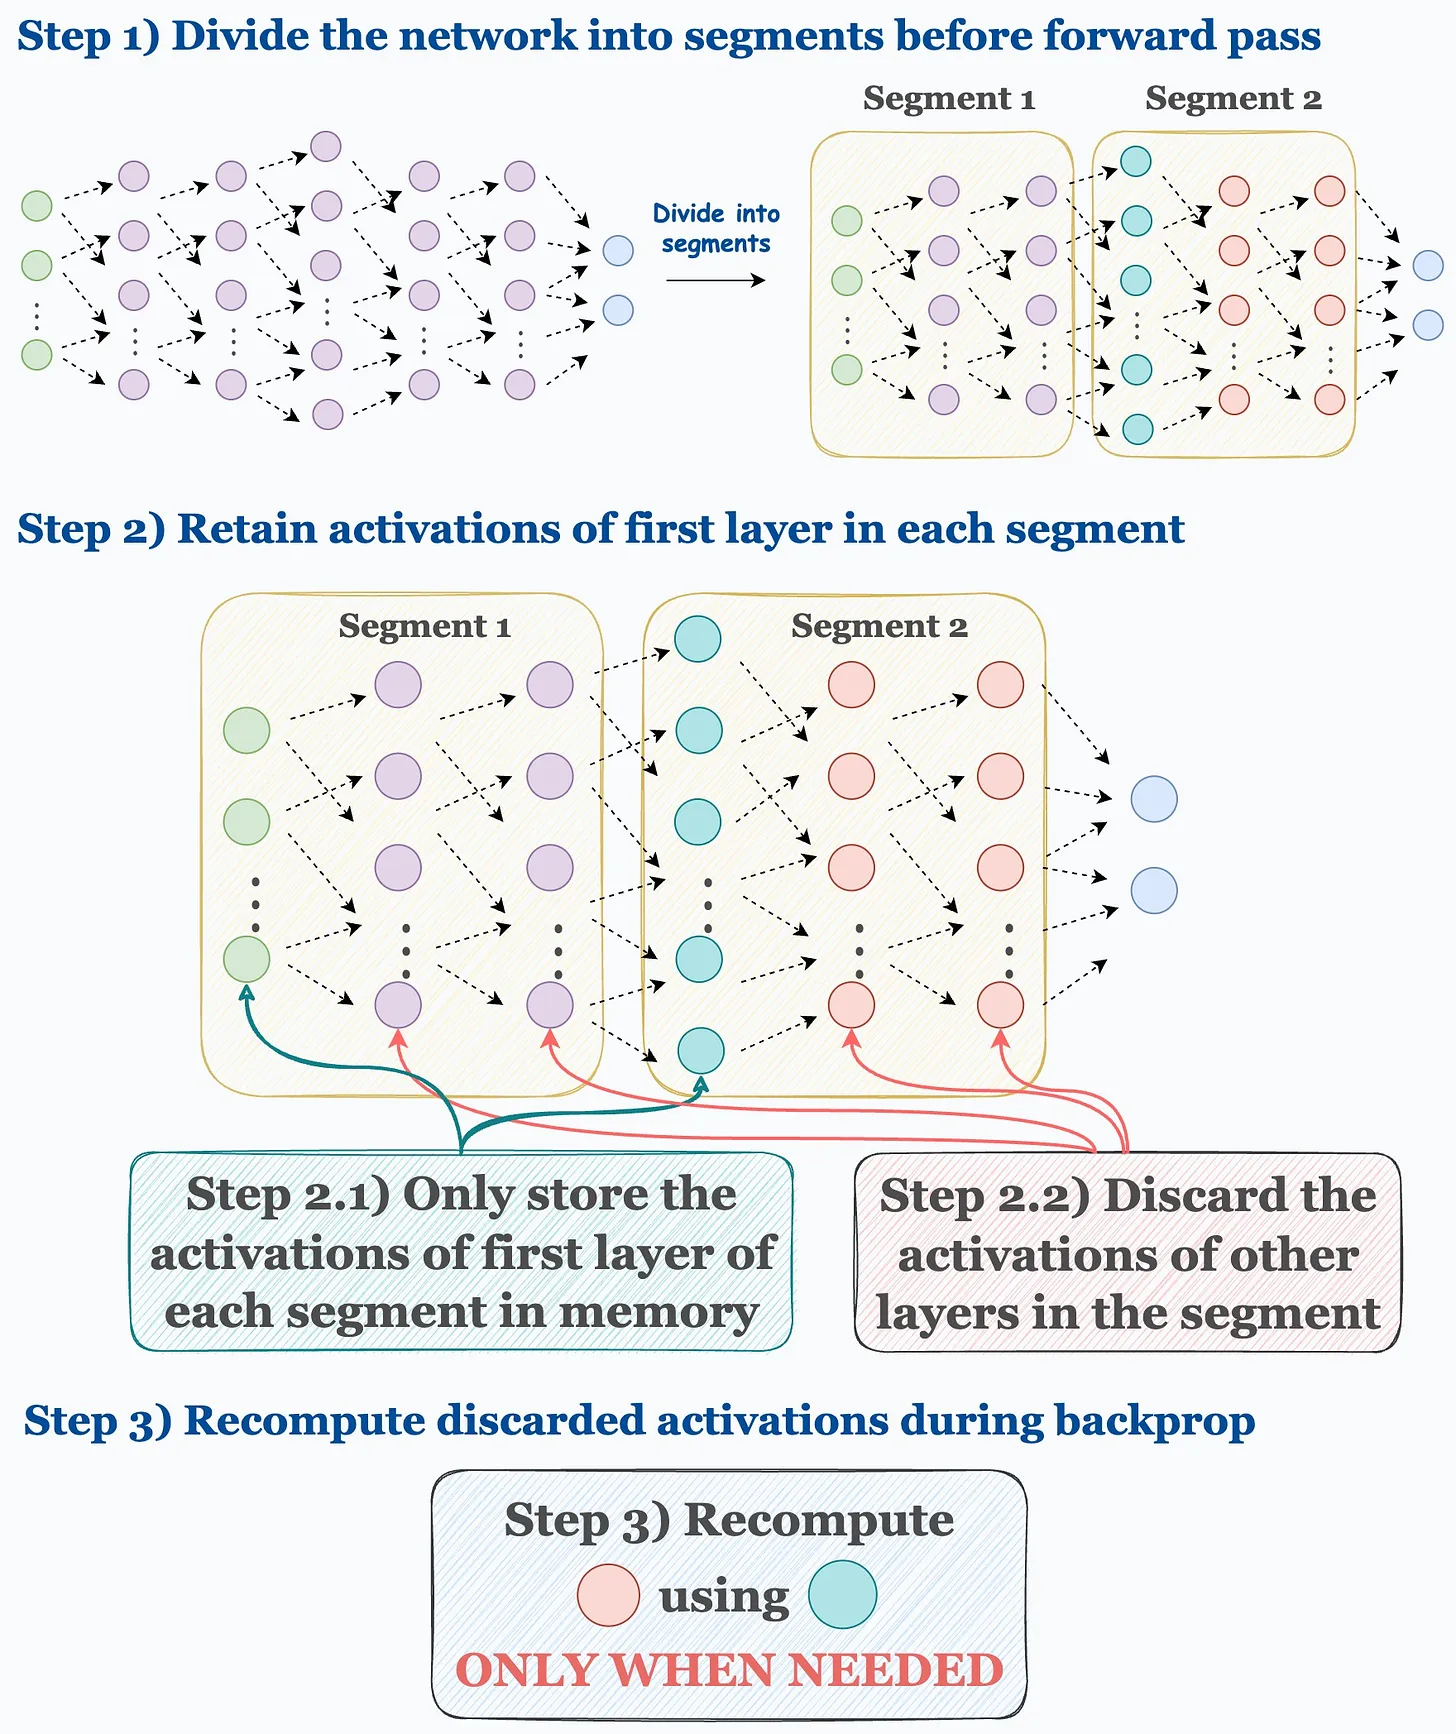 Step 1) Divide the network into segments before forward pass
Segment 1
Segment 2
Divide into
segments
Step 2) Retain activations of first layer in each segment
Segment 1
Segment 2
Step 2.1) Only store the
activations of first layer of
each segment in memory
Step 2.2) Discard the
activations of other
layers in the segment
Step 3) Recompute discarded activations during backprop
Step 3) Recompute
using
ONLY WHEN NEEDED